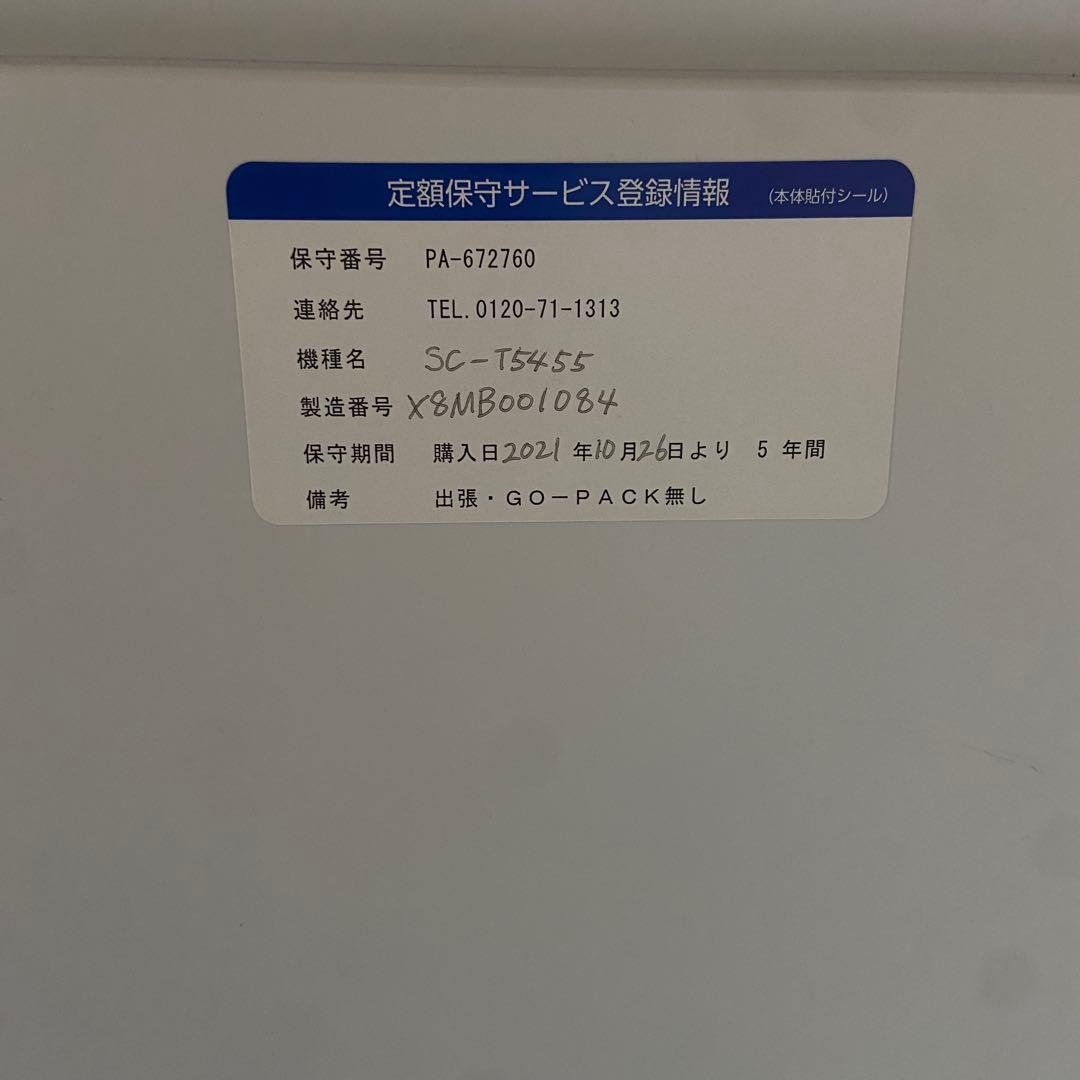 定額保守サービス登録情報 (本体貼付シール)
保守番号 PA-672760
連絡先 TEL.0120-71-1313
機種名 SC-T5455
製造番号 X8MB001084
保守期間 購入日2021年10月26日より 5 年間
備考 出張・GO－PACK無し